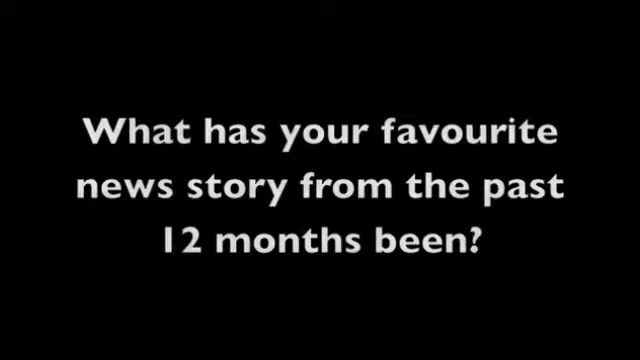 What has your favourite
news story from the past
12 months been?